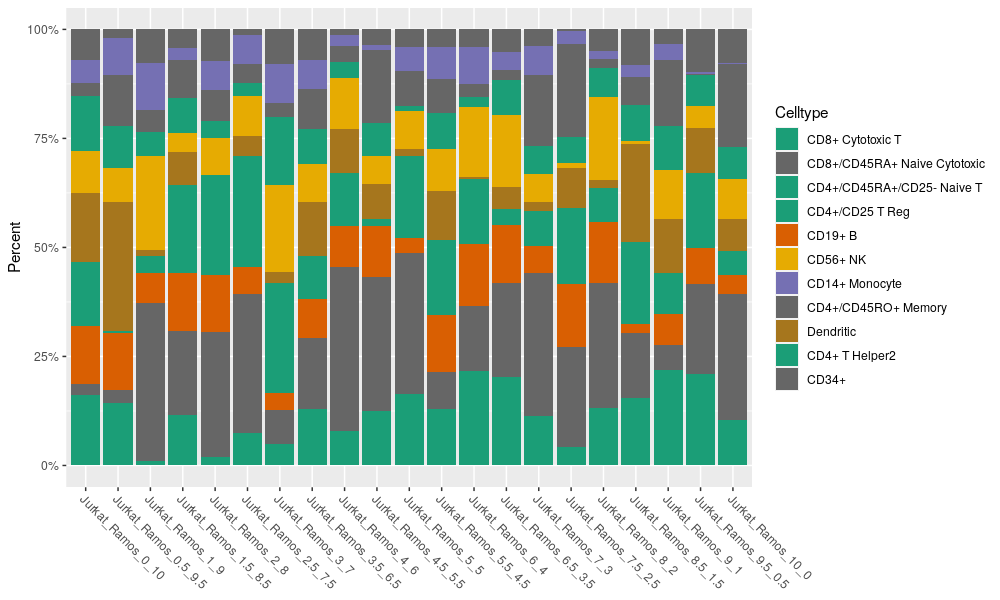 100%
75%
50%
25%
0%
Percent
Jurkat_Ramos_0_10
Jurkat_Ramos_0.5_9.5
Jurkat_Ramos_1_9
Jurkat_Ramos_1.5_8.5
Jurkat_Ramos_2_8
Jurkat_Ramos_2.5_7.5
Jurkat_Ramos_3_7
Jurkat_Ramos_3.5_6.5
Jurkat_Ramos_4_6
Jurkat_Ramos_4.5_5.5
Jurkat_Ramos_5_5
Jurkat_Ramos_5.5_4.5
Jurkat_Ramos_6_4
Jurkat_Ramos_6.5_3.5
Jurkat_Ramos_7_3
Jurkat_Ramos_7.5_2.5
Jurkat_Ramos_8_2
Jurkat_Ramos_8.5_1.5
Jurkat_Ramos_9_1
Jurkat_Ramos_9.5_0.5
Jurkat_Ramos_10_0
Celltype
CD8+ Cytotoxic T
CD8+/CD45RA+ Naive Cytotoxic
CD4+/CD45RA+/CD25- Naive T
CD4+/CD25 T Reg
CD19+ B
CD56+ NK
CD14+ Monocyte
CD4+/CD45RO+ Memory
Dendritic
CD4+ T Helper2
CD34+